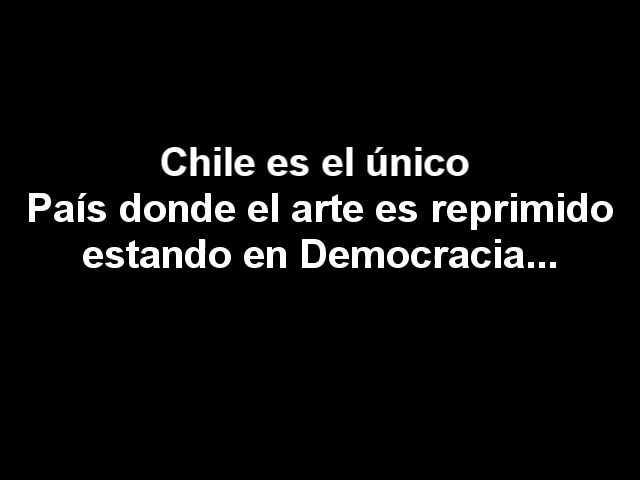 Chile es el único
País donde el arte es reprimido
estando en Democracia...